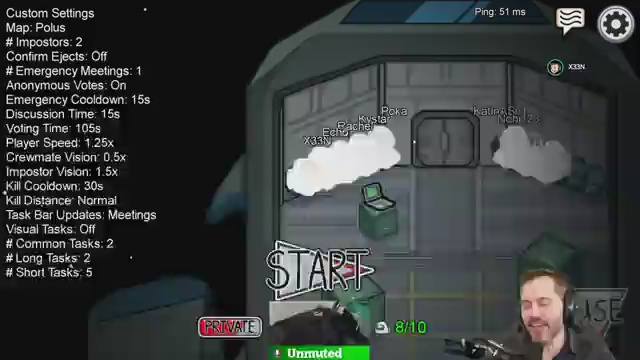 Custom Settings
Map: Polus
# Impostors: 2
Confirm Ejects: Off
# Emergency Meetings: 1
Anonymous Votes: On
Emergency Cooldown: 15s
Discussion Time: 15s
Voting Time: 105s
Player Speed: 1.25x
Crewmate Vision: 0.5x
Impostor Vision: 1.5x
Kill Cooldown: 30s
Kill Distance: Normal
Task Bar Updates: Meetings
Visual Tasks: Off
# Common Tasks: 2
# Long Tasks: 2
# Short Tasks: 5
Ping: 51 ms
X33N
Poka
Kystar
Rachel
Echo
X33N
START
PRIVATE
8/10
Unmuted